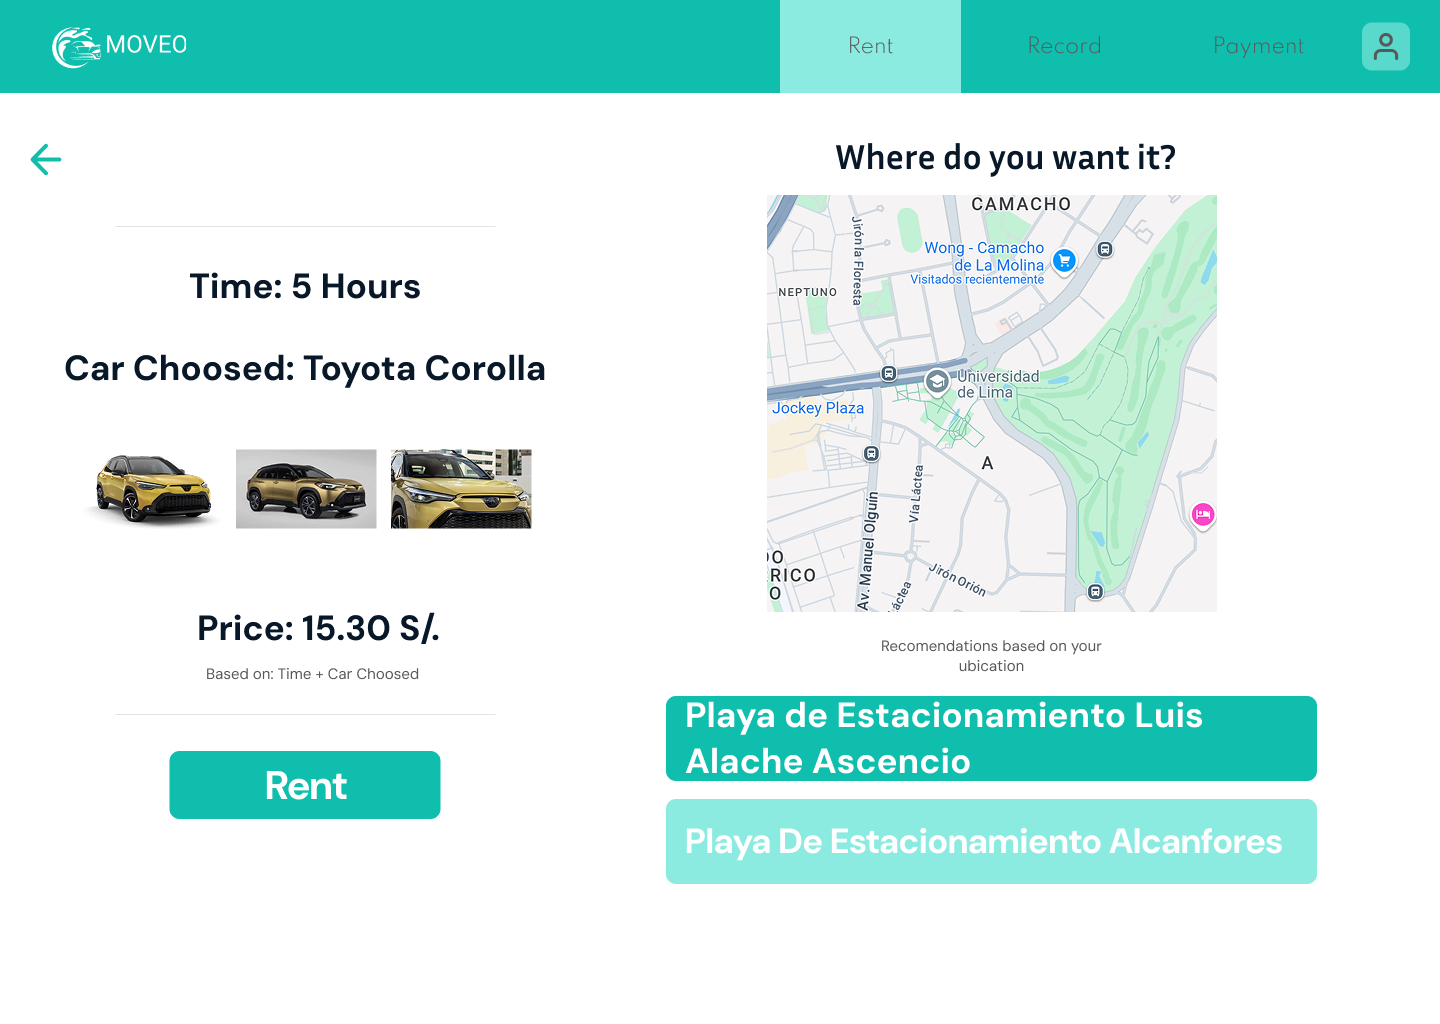 MOVEO
Rent
Record
Payment
Time: 5 Hours
Car Choosed: Toyota Corolla
Price: 15.30 S/.
Based on: Time + Car Choosed
Rent
Where do you want it?
CAMACHO
Jirón la Floresta
Wong - Camacho
de La Molina
Visitados recientemente
NEPTUNO
Universidad
de Lima
Jockey Plaza
A
Vía Láctea
Av. Manuel Olguín
DO
RICO
O
Jirón Orión
Láctea
Recomendations based on your
ubication
Playa de Estacionamiento Luis
Alache Ascencio
Playa De Estacionamiento Alcanfores